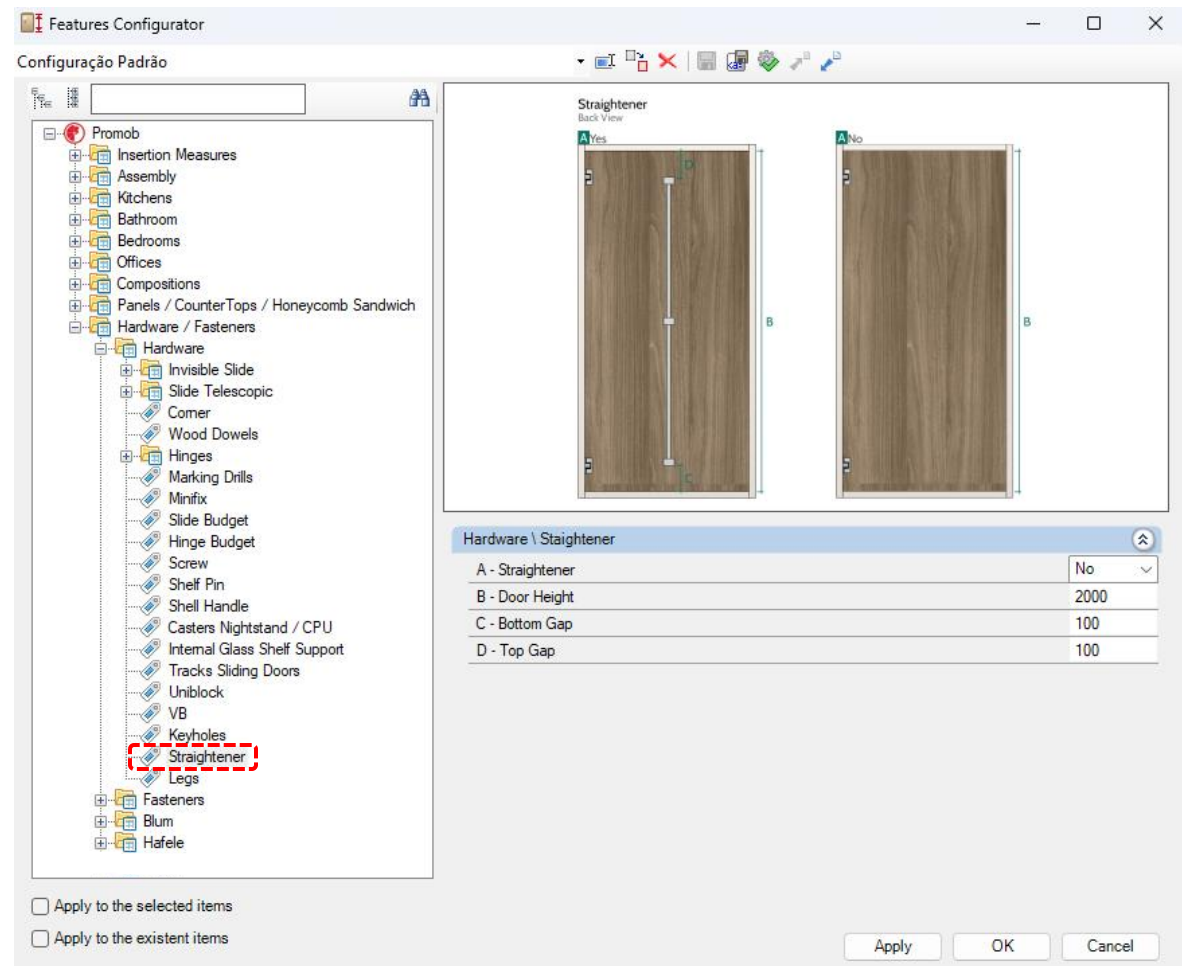 Features Configurator
Configuração Padrão
Promob
Insertion Measures
Assembly
Kitchens
Bathroom
Bedrooms
Offices
Compositions
Panels / CounterTops / Honeycomb Sandwich
Hardware / Fasteners
Hardware
Invisible Slide
Slide Telescopic
Corner
Wood Dowels
Hinges
Marking Drills
Minifix
Slide Budget
Hinge Budget
Screw
Shelf Pin
Shell Handle
Casters Nightstand / CPU
Internal Glass Shelf Support
Tracks Sliding Doors
Uniblock
VB
Keyholes
Straightener
Legs
Fasteners
Blum
Hafele
Apply to the selected items
Apply to the existent items
Straightener
Back View
A Yes
D
B
C
A No
B
Hardware \ Staightener
A - Straightener No
B - Door Height 2000
C - Bottom Gap 100
D - Top Gap 100
Apply OK Cancel